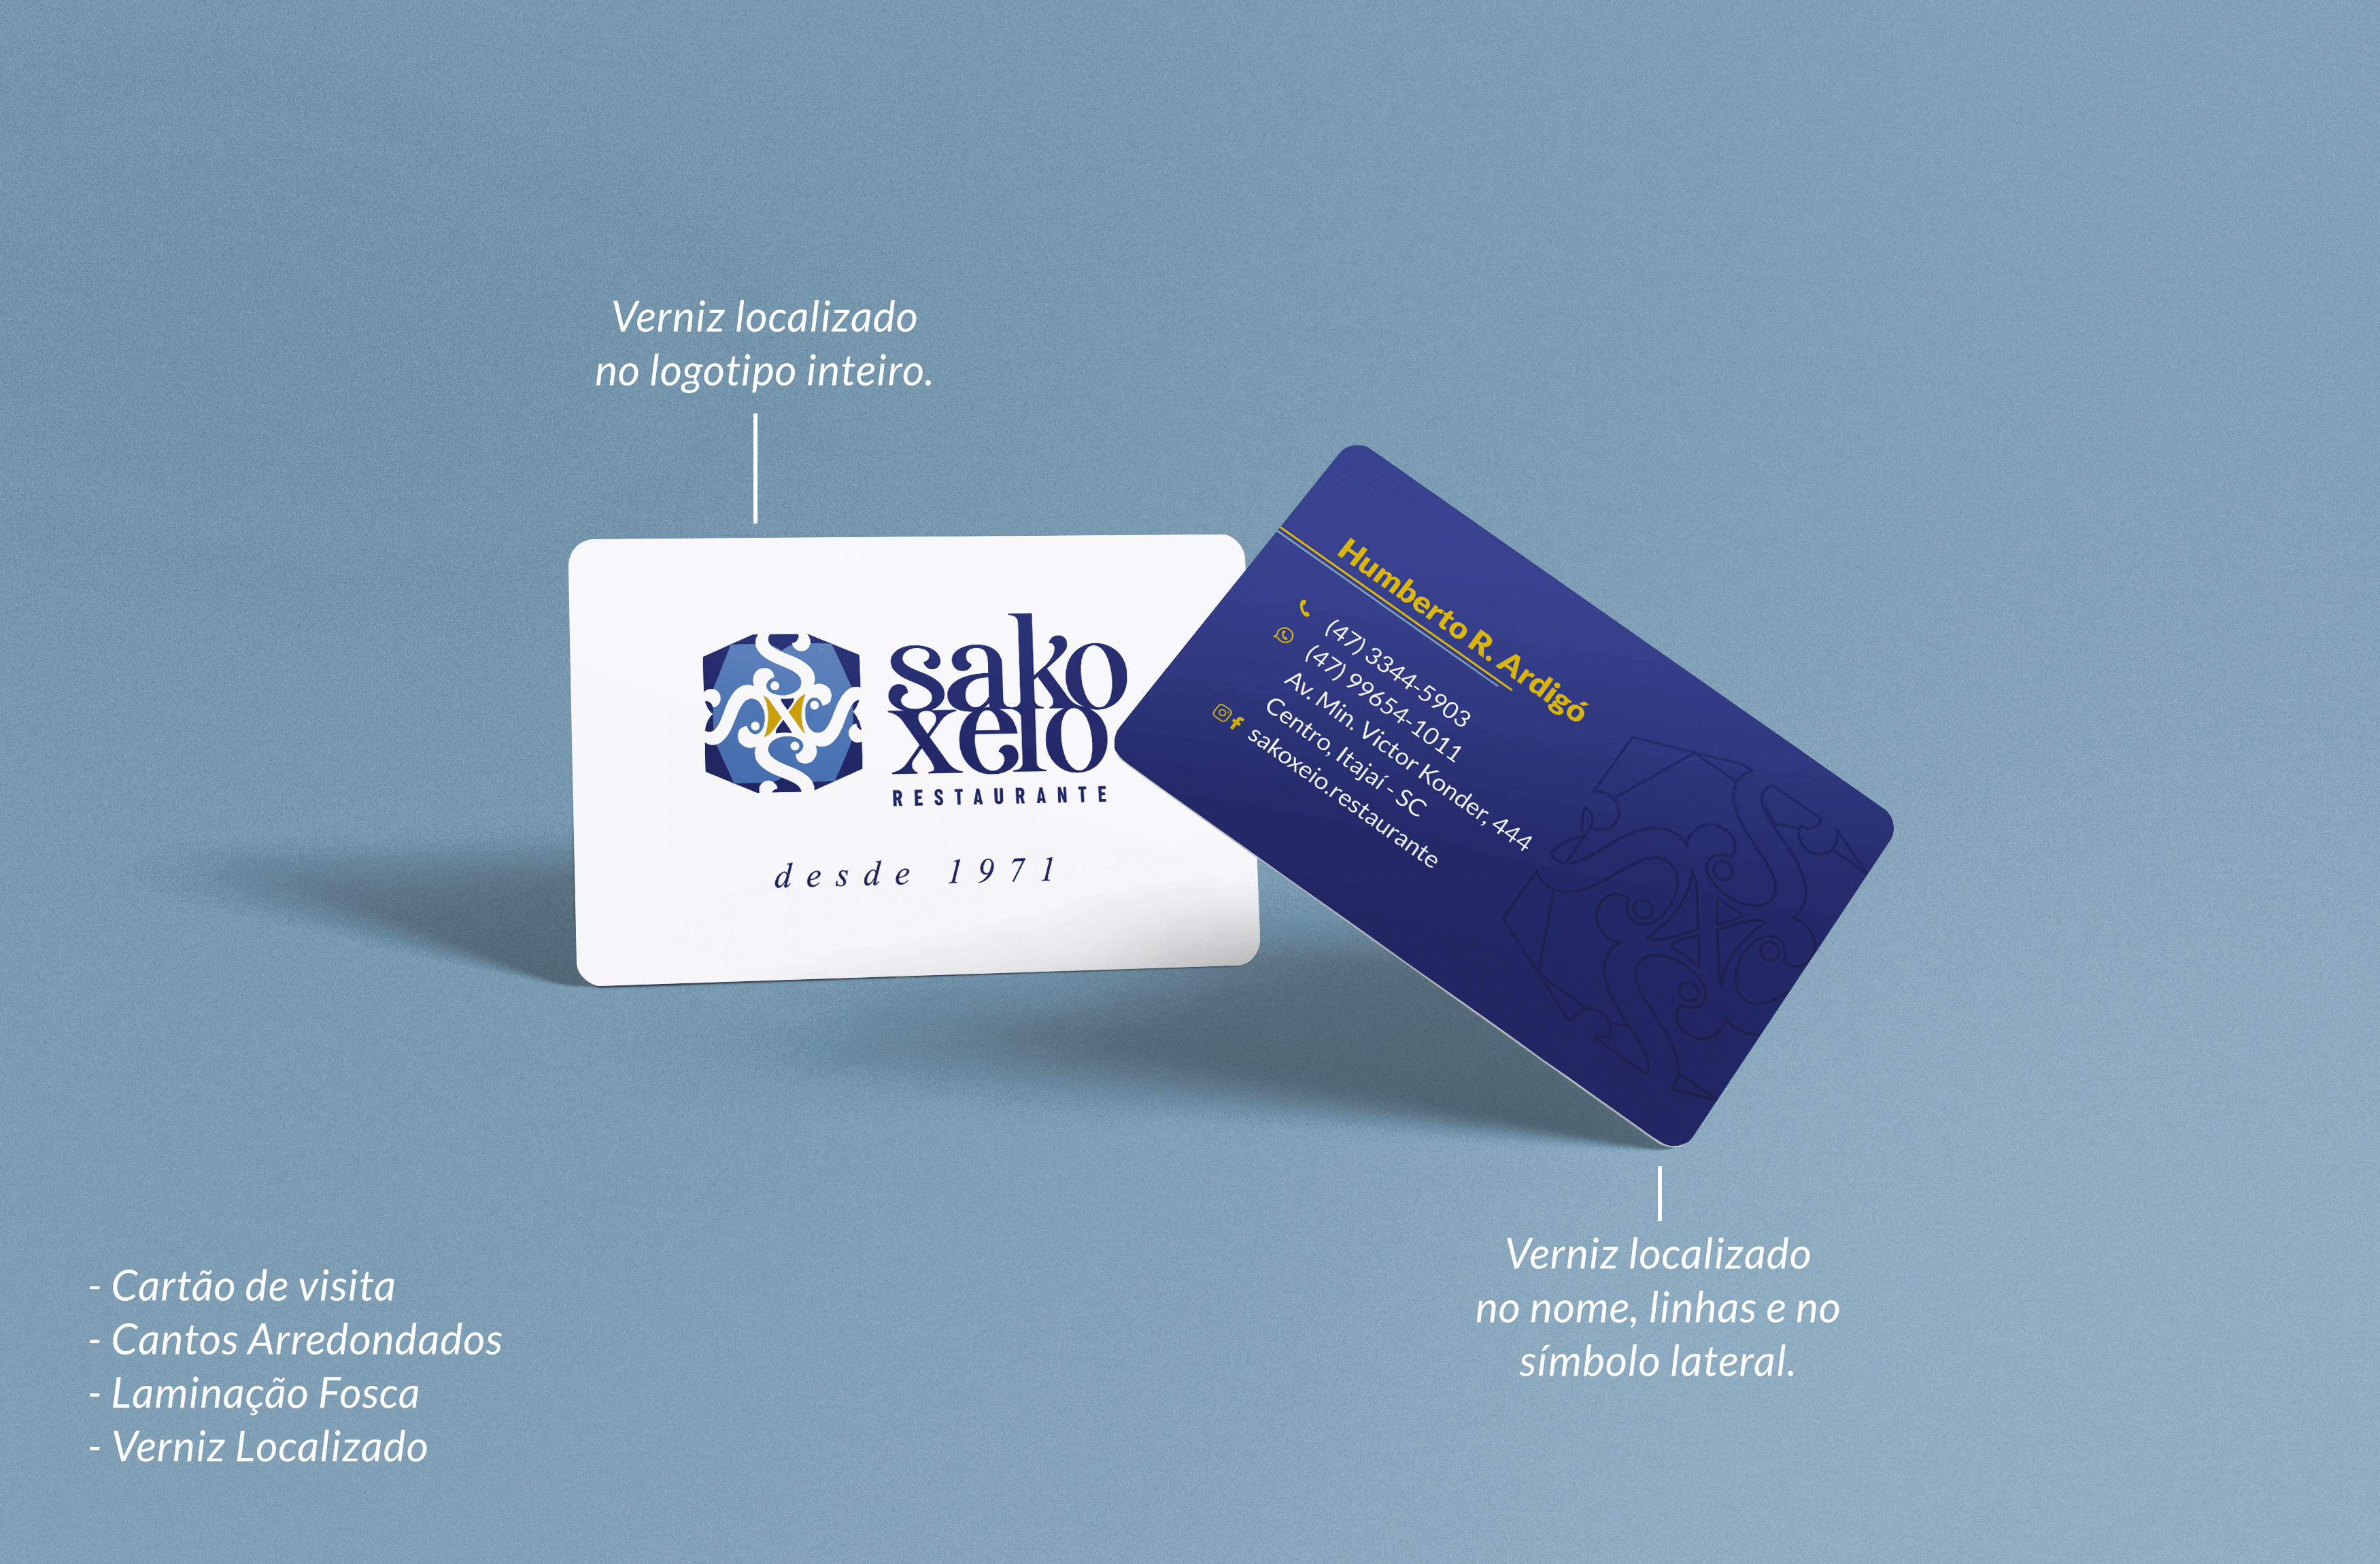 Verniz localizado
no logotipo inteiro.
sako
xeio
RESTAURANTE
desde 1971
Humberto R. Ardigó
(47) 3344-5903
(47) 99654-1011
Av. Min. Victor Konder, 444
Centro, Itajaí - SC
sakoxeio.restaurante
Verniz localizado
no nome, linhas e no
símbolo lateral.
- Cartão de visita
- Cantos Arredondados
- Laminação Fosca
- Verniz Localizado